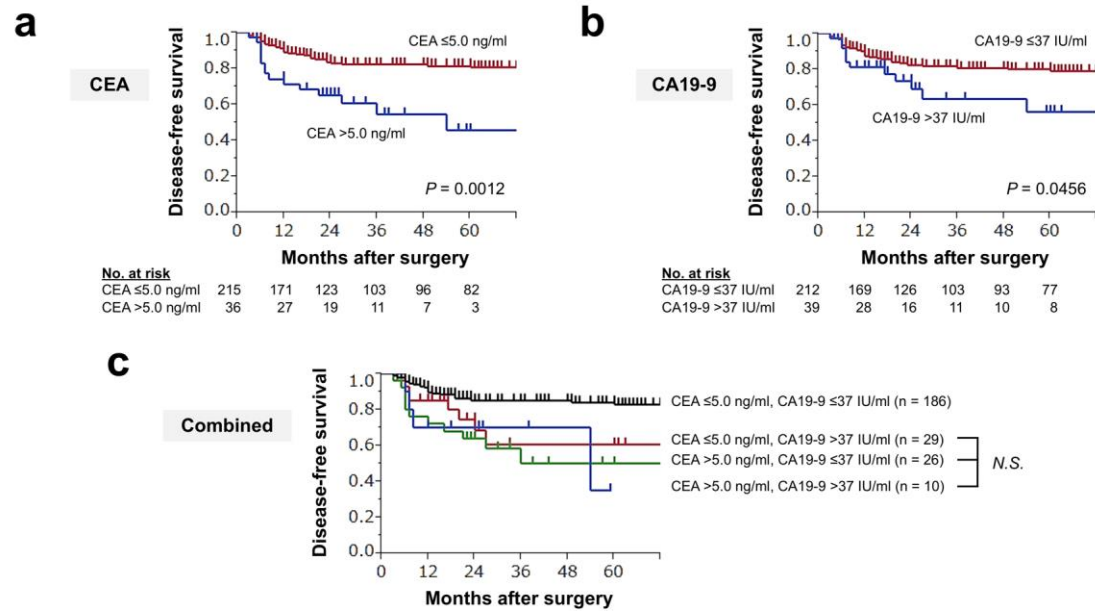 a
CEA
Disease-free survival
1.0
0.8
0.6
0.4
0.2
0.0
CEA ≤5.0 ng/ml
CEA >5.0 ng/ml
P = 0.0012
0 12 24 36 48 60
Months after surgery
No. at risk
CEA ≤5.0 ng/ml 215 171 123 103 96 82
CEA >5.0 ng/ml 36 27 19 11 7 3
b
CA19-9
Disease-free survival
1.0
0.8
0.6
0.4
0.2
0.0
CA19-9 ≤37 IU/ml
CA19-9 >37 IU/ml
P = 0.0456
0 12 24 36 48 60
Months after surgery
No. at risk
CA19-9 ≤37 IU/ml 212 169 126 103 93 77
CA19-9 >37 IU/ml 39 28 16 11 10 8
c
Combined
Disease-free survival
1.0
0.8
0.6
0.4
0.2
0.0
CEA ≤5.0 ng/ml, CA19-9 ≤37 IU/ml (n = 186)
CEA ≤5.0 ng/ml, CA19-9 >37 IU/ml (n = 29)
CEA >5.0 ng/ml, CA19-9 ≤37 IU/ml (n = 26)
CEA >5.0 ng/ml, CA19-9 >37 IU/ml (n = 10)
N.S.
0 12 24 36 48 60
Months after surgery